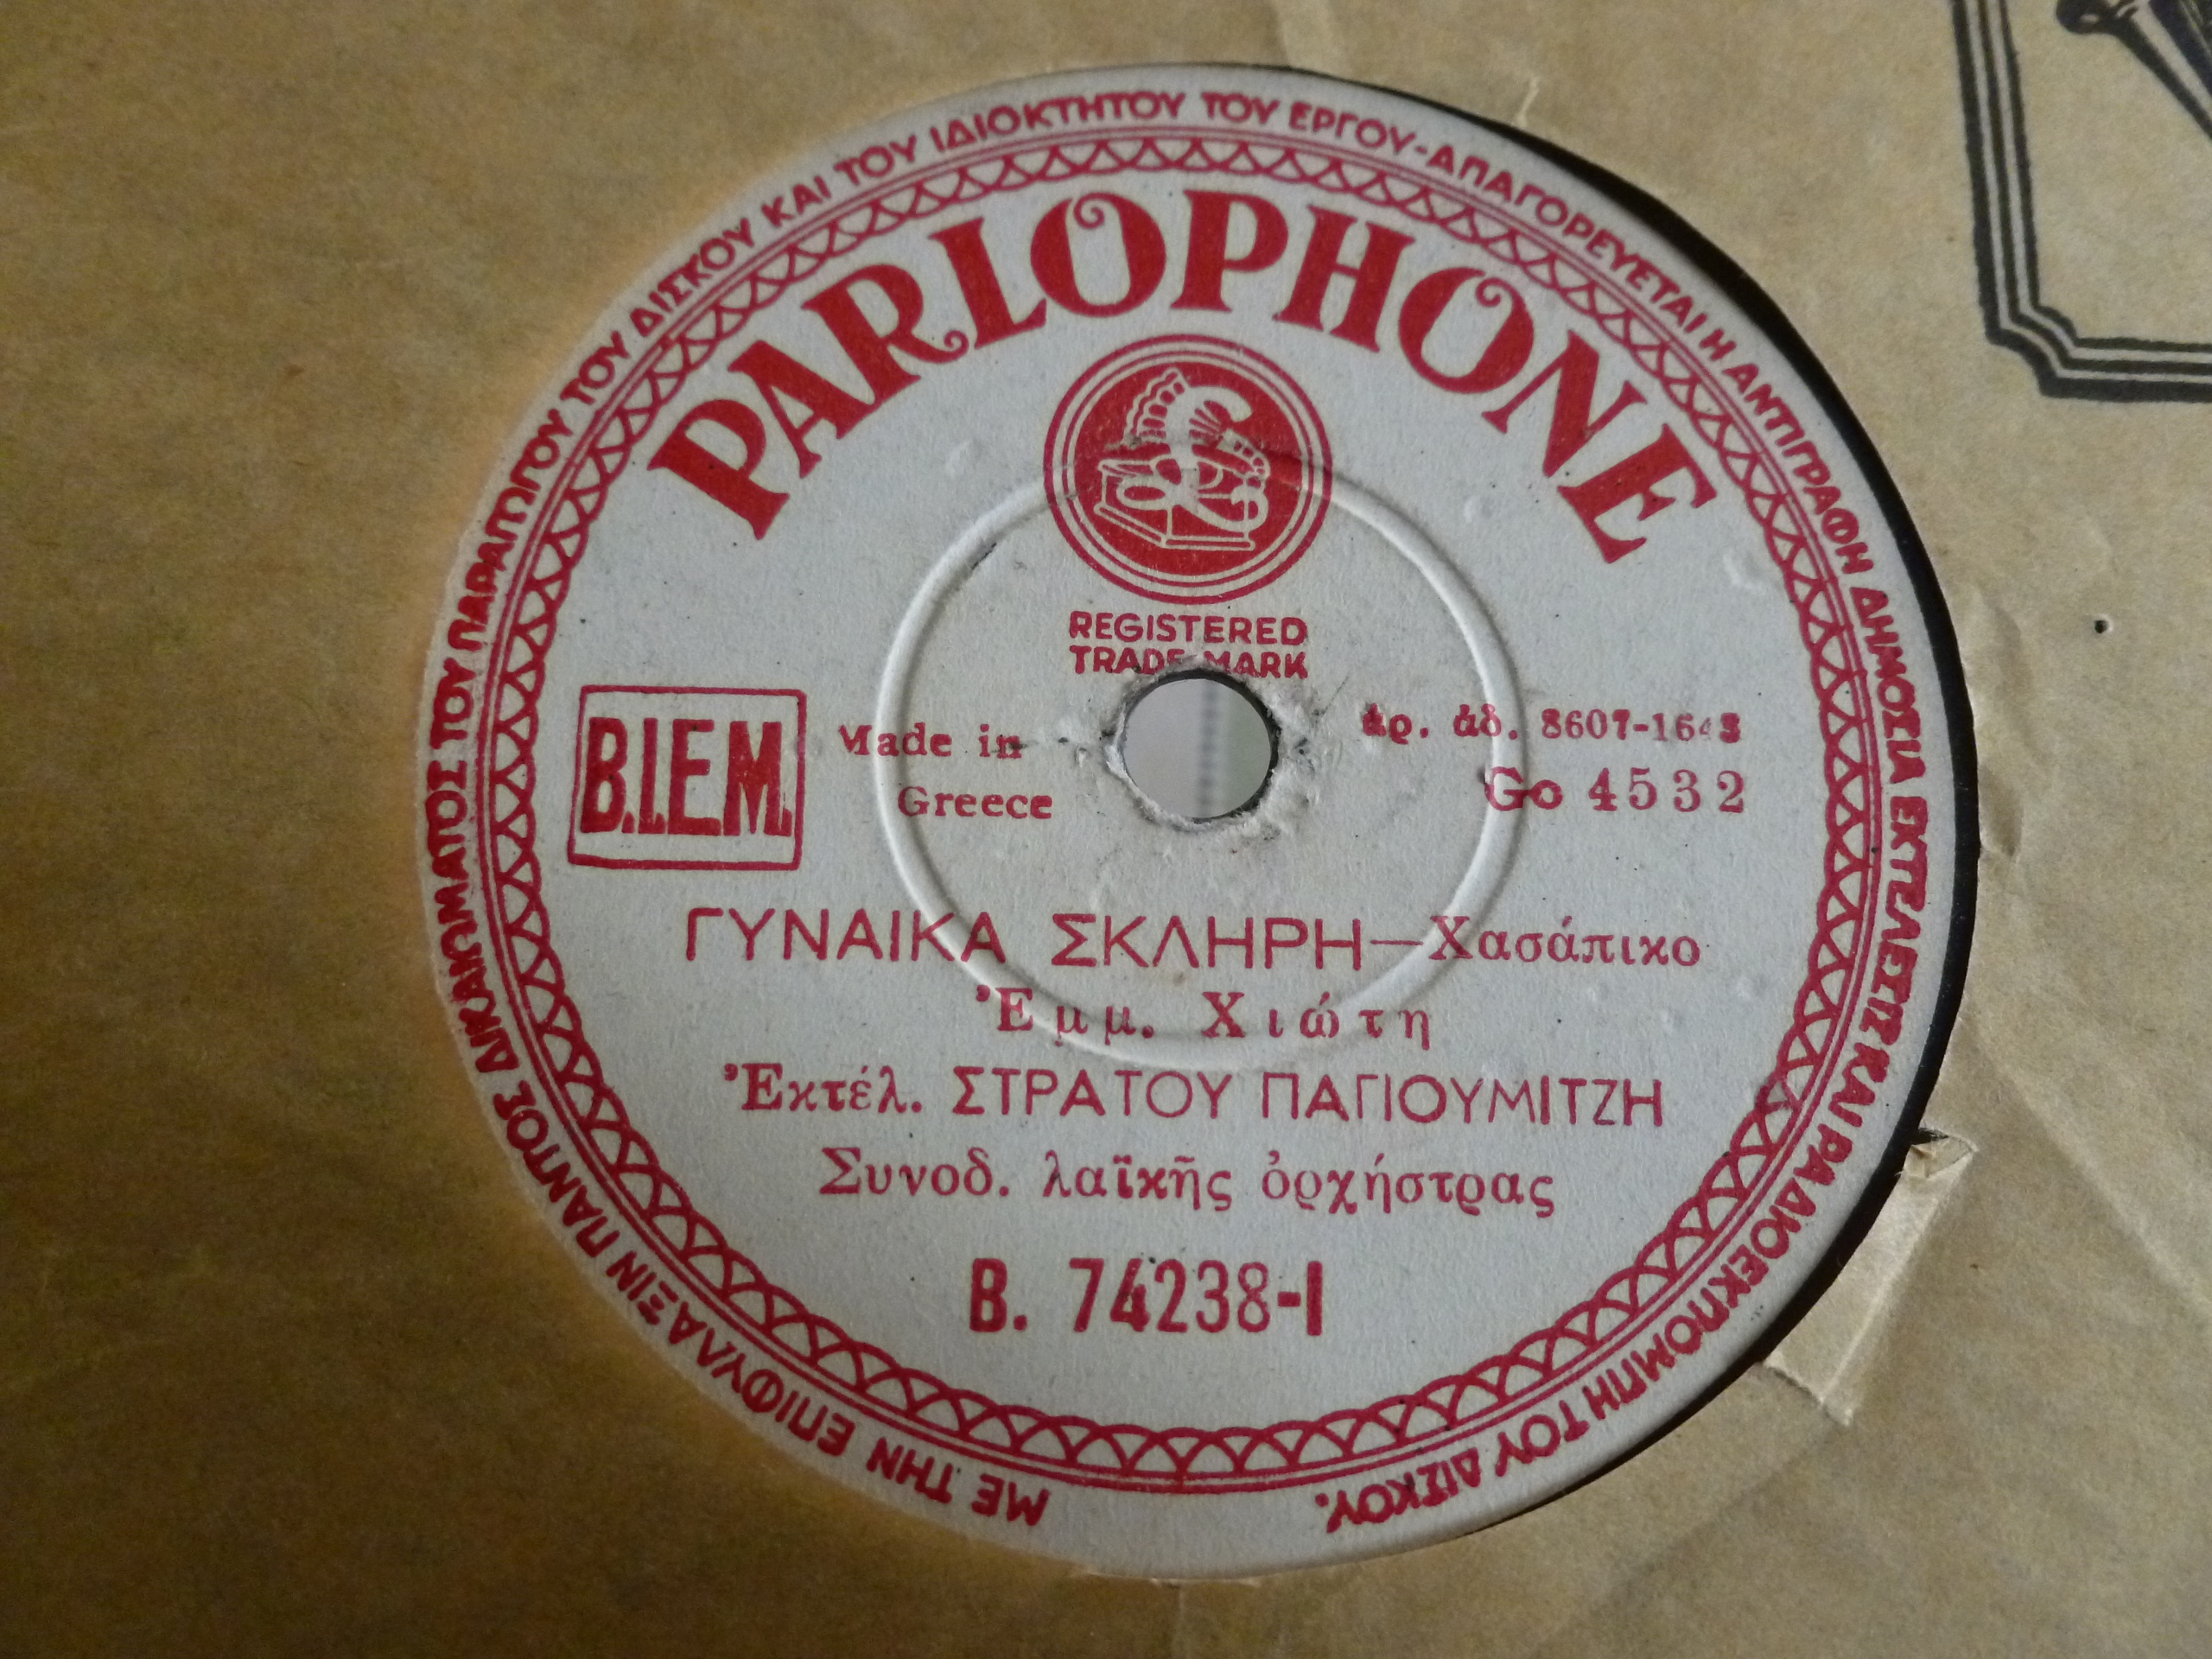 ΜΕ ΤΗΝ ΕΠΙΦΥΛΑΞΙΝ ΠΑΝΤΟΣ ΔΙΚΑΙΩΜΑΤΟΣ ΤΟΥ ΠΑΡΑΓΩΓΟΥ ΤΟΥ ΔΙΣΚΟΥ ΚΑΙ ΤΟΥ ΙΔΙΟΚΤΗΤΟΥ ΤΟΥ ΕΡΓΟΥ-ΑΠΑΓΟΡΕΥΕΤΑΙ Η ΑΝΤΙΓΡΑΦΗ ΔΗΜΟΣΙΑ ΕΚΤΕΛΕΣΙΣ ΚΑΙ ΡΑΔΙΟΕΚΠΟΜΠΗ ΤΟΥ ΔΙΣΚΟΥ.
PARLOPHONE
REGISTERED
TRADE MARK
B.I.E.M.
Made in
Greece
ἀρ. ἀδ.
Go 4532
ΓΥΝΑΙΚΑ ΣΚΛΗΡΗ—Χασάπικο
Ἐμμ. Χιώτη
Ἐκτέλ. ΣΤΡΑΤΟΥ ΠΑΓΙΟΥΜΙΤΖΗ
Συνοδ. λαϊκῆς ὀρχήστρας
B. 74238-I